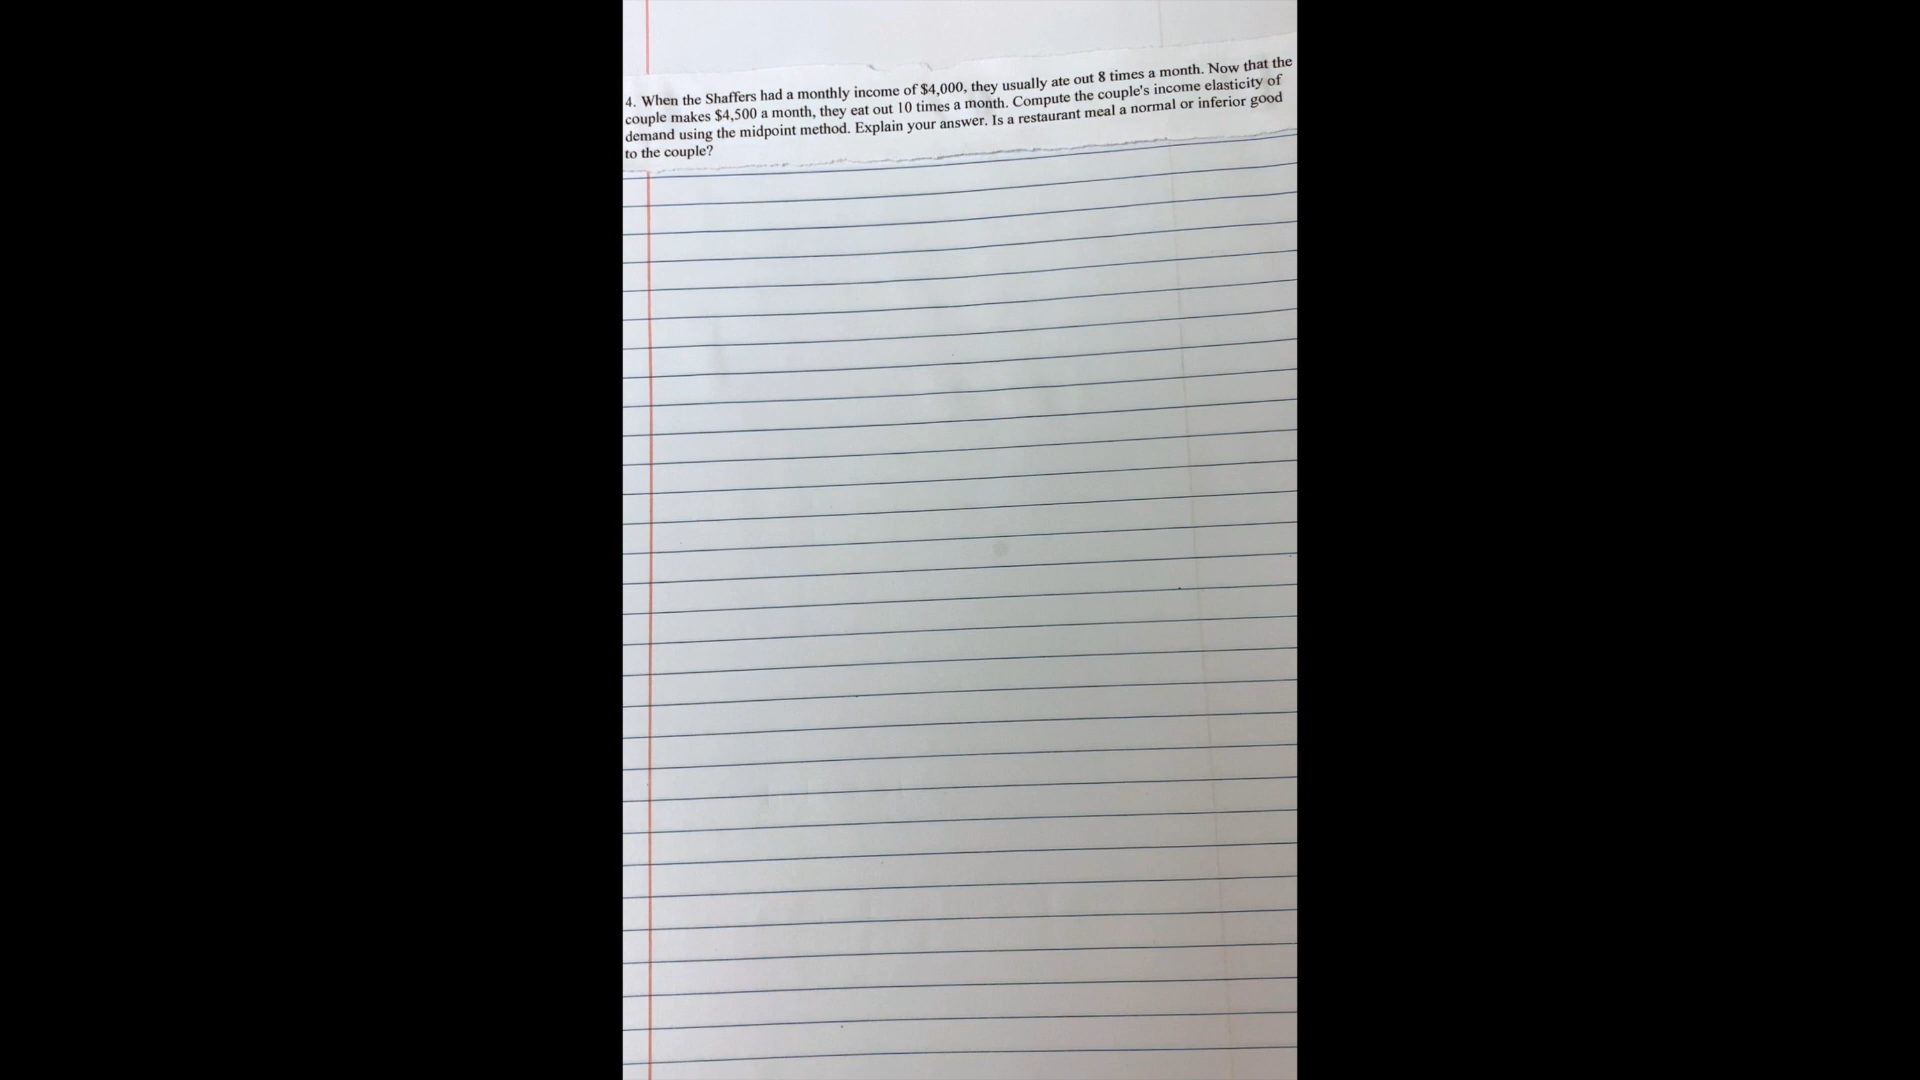 4. When the Shaffers had a monthly income of $4,000, they usually ate out 8 times a month. Now that the
couple makes $4,500 a month, they eat out 10 times a month. Compute the couple's income elasticity of
demand using the midpoint method. Explain your answer. Is a restaurant meal a normal or inferior good
to the couple?